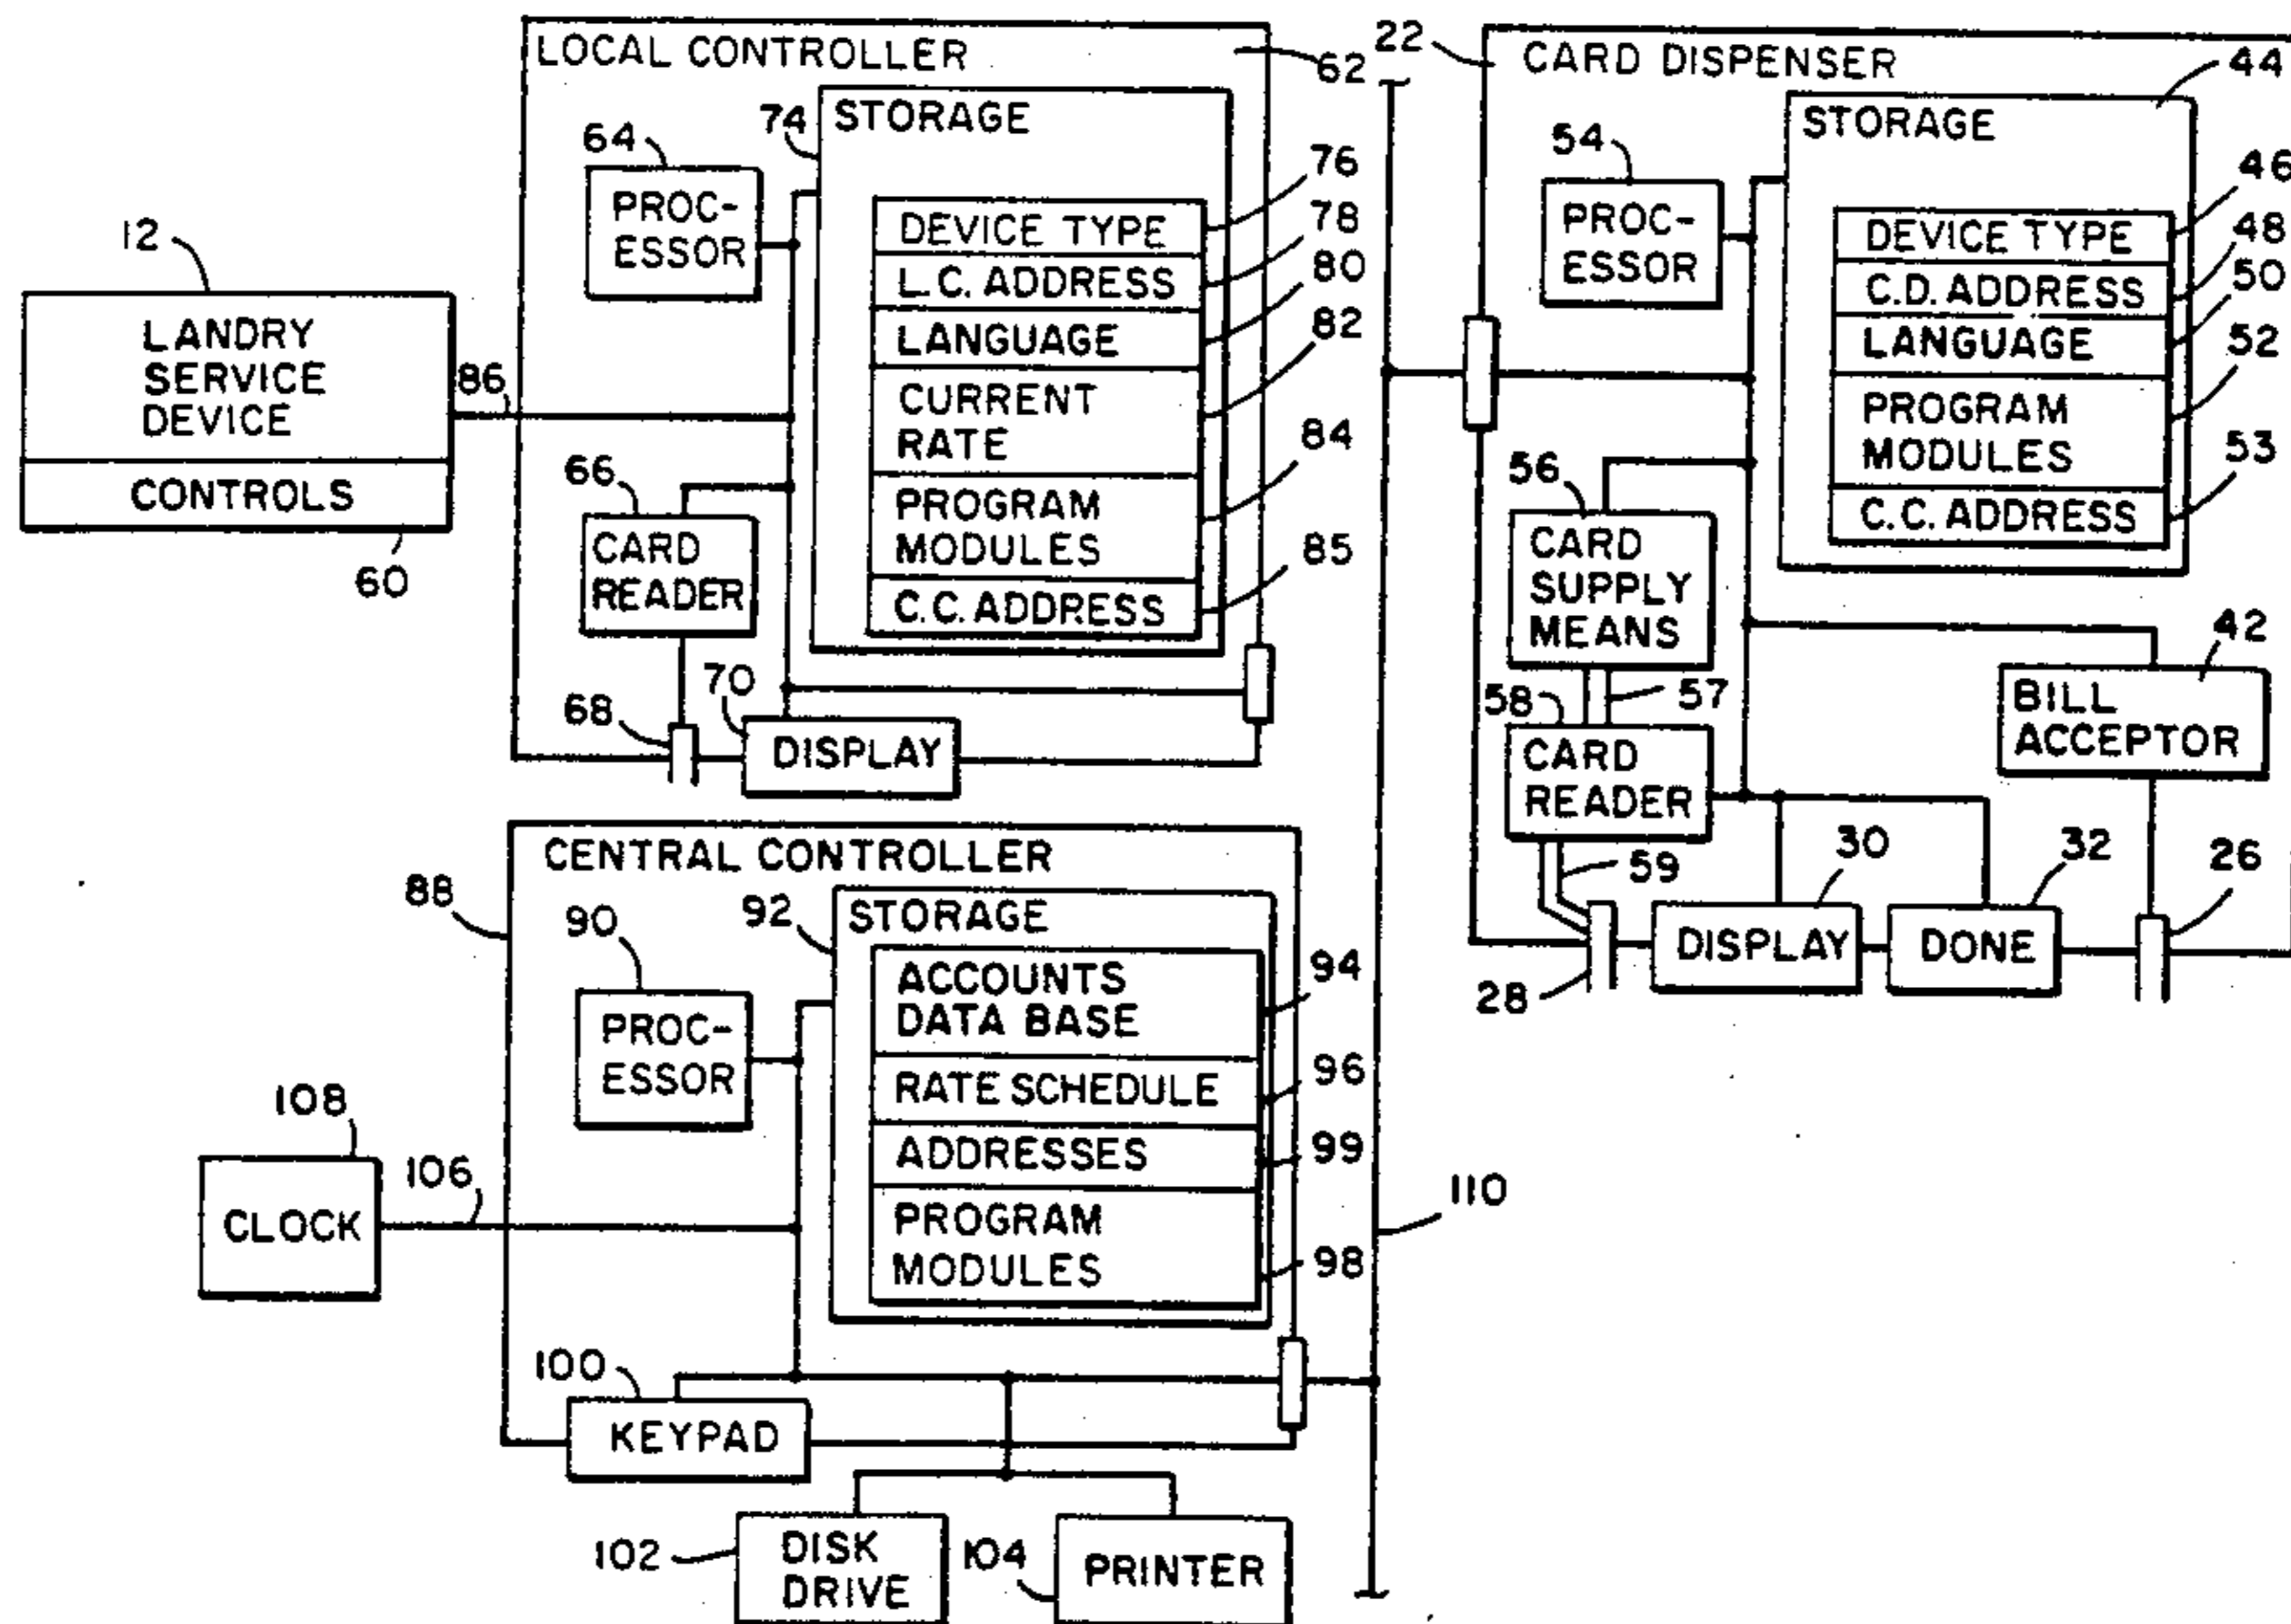 LOCAL CONTROLLER
62
74
STORAGE
64
PROC-
ESSOR
76
DEVICE TYPE
78
L.C. ADDRESS
80
LANGUAGE
82
CURRENT
RATE
84
PROGRAM
MODULES
85
C.C. ADDRESS
12
LANDRY
SERVICE
DEVICE
CONTROLS
60
86
66
CARD
READER
68
70
DISPLAY
22
CARD DISPENSER
44
STORAGE
54
PROC-
ESSOR
46
DEVICE TYPE
48
C.D. ADDRESS
50
LANGUAGE
52
PROGRAM
MODULES
53
C.C. ADDRESS
56
CARD
SUPPLY
MEANS
57
58
CARD
READER
59
42
BILL
ACCEPTOR
30
DISPLAY
32
DONE
26
28
CENTRAL CONTROLLER
88
90
PROC-
ESSOR
92
STORAGE
94
ACCOUNTS
DATA BASE
96
RATE SCHEDULE
99
ADDRESSES
98
PROGRAM
MODULES
108
CLOCK
106
110
100
KEYPAD
102
DISK
DRIVE
104
PRINTER